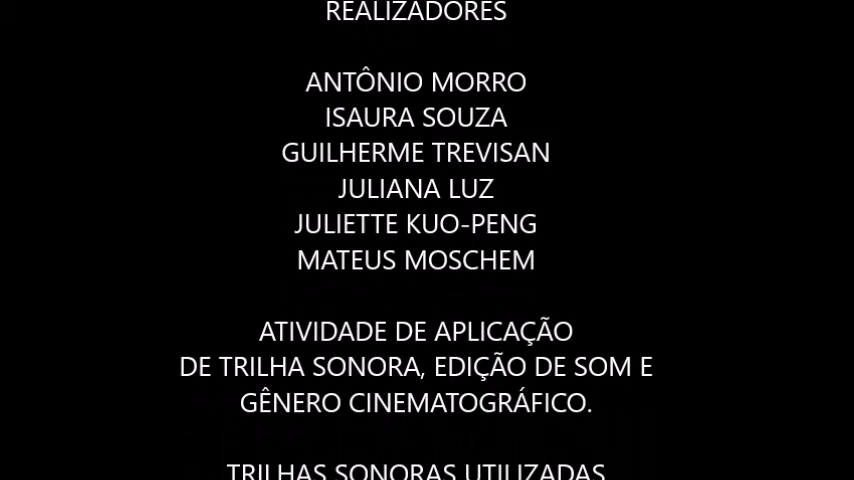 REALIZADORES
ANTÔNIO MORRO
ISAURA SOUZA
GUILHERME TREVISAN
JULIANA LUZ
JULIETTE KUO-PENG
MATEUS MOSCHEM
ATIVIDADE DE APLICAÇÃO
DE TRILHA SONORA, EDIÇÃO DE SOM E
GÊNERO CINEMATOGRÁFICO.
TRILHAS SONORAS UTILIZADAS